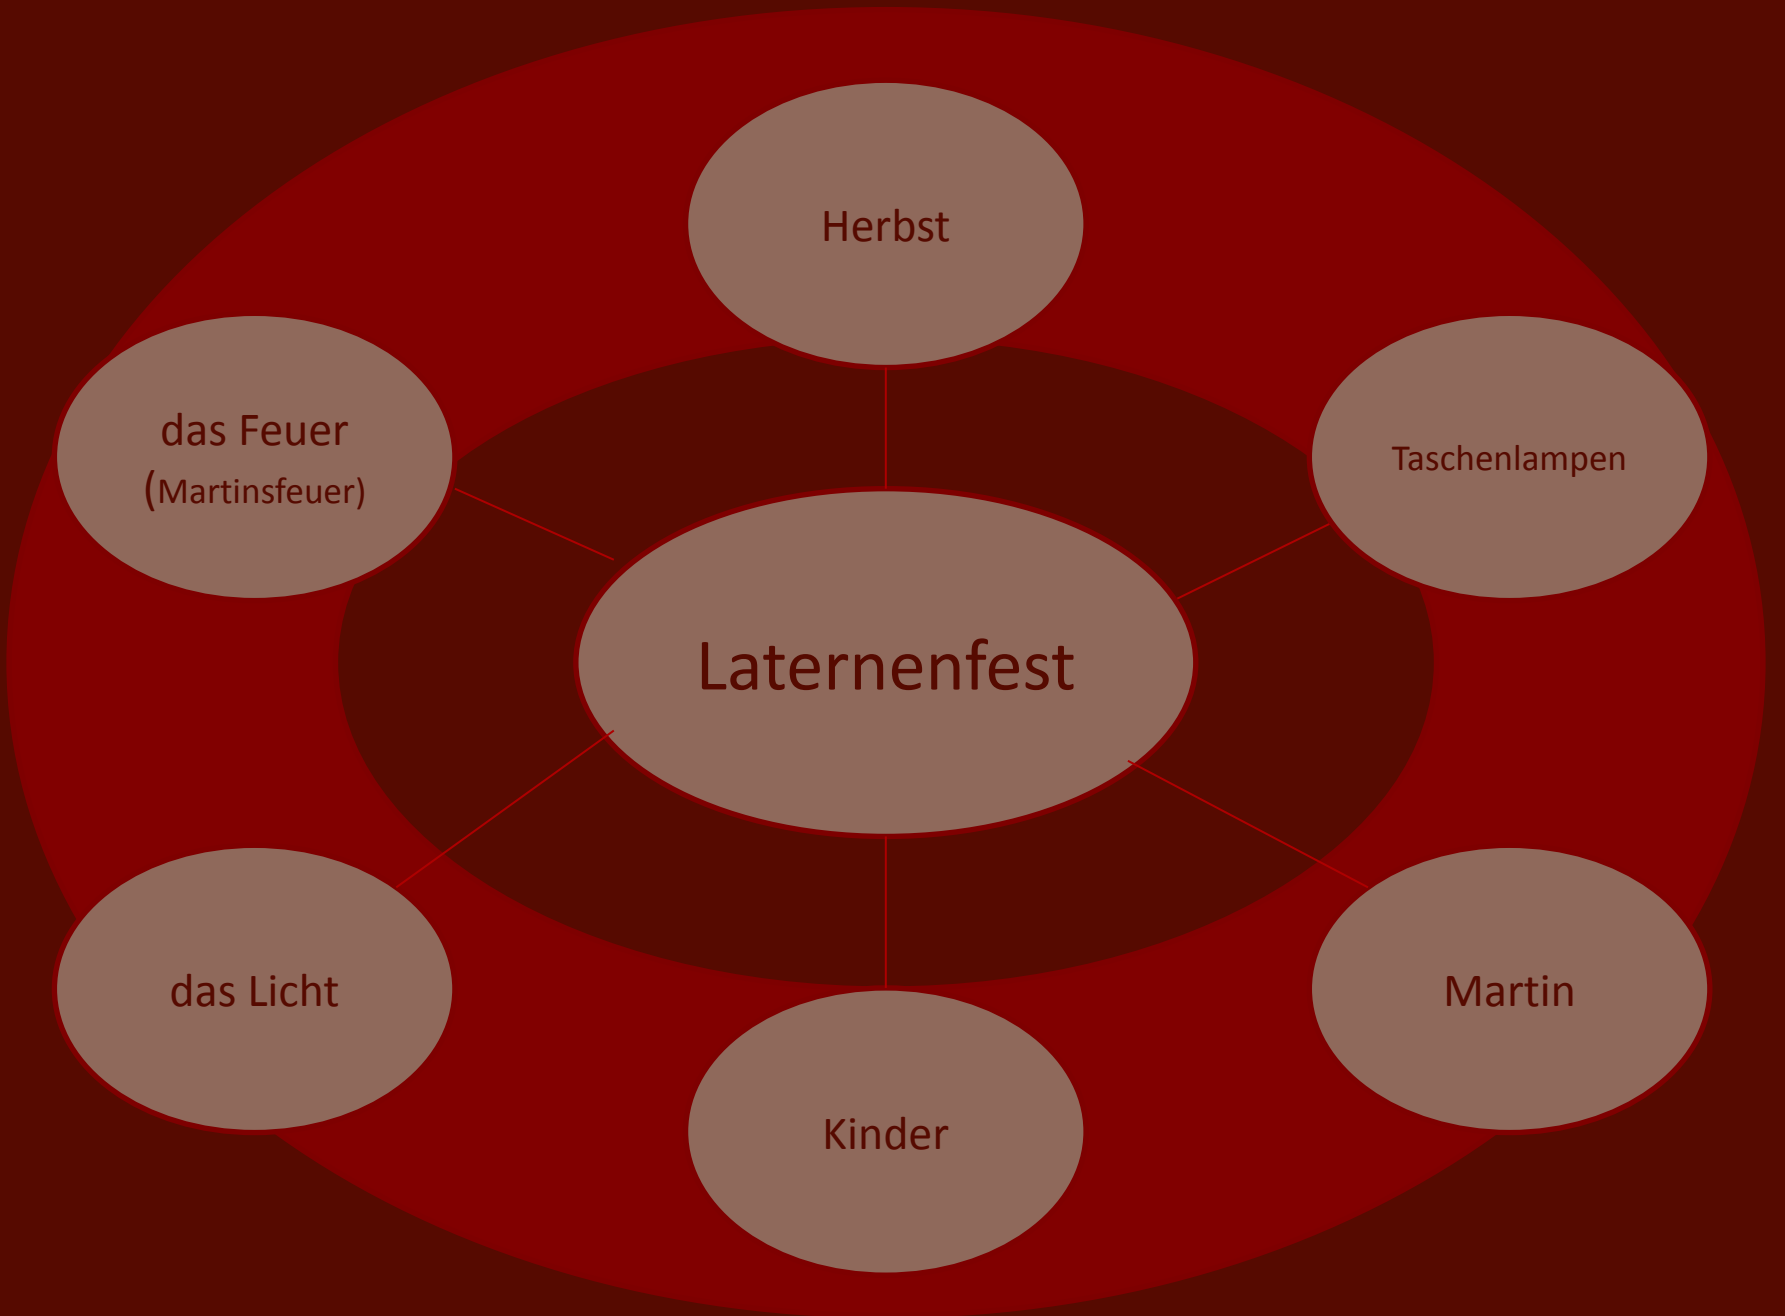 Herbst
das Feuer
(Martinsfeuer)
Taschenlampen
Laternenfest
das Licht
Martin
Kinder